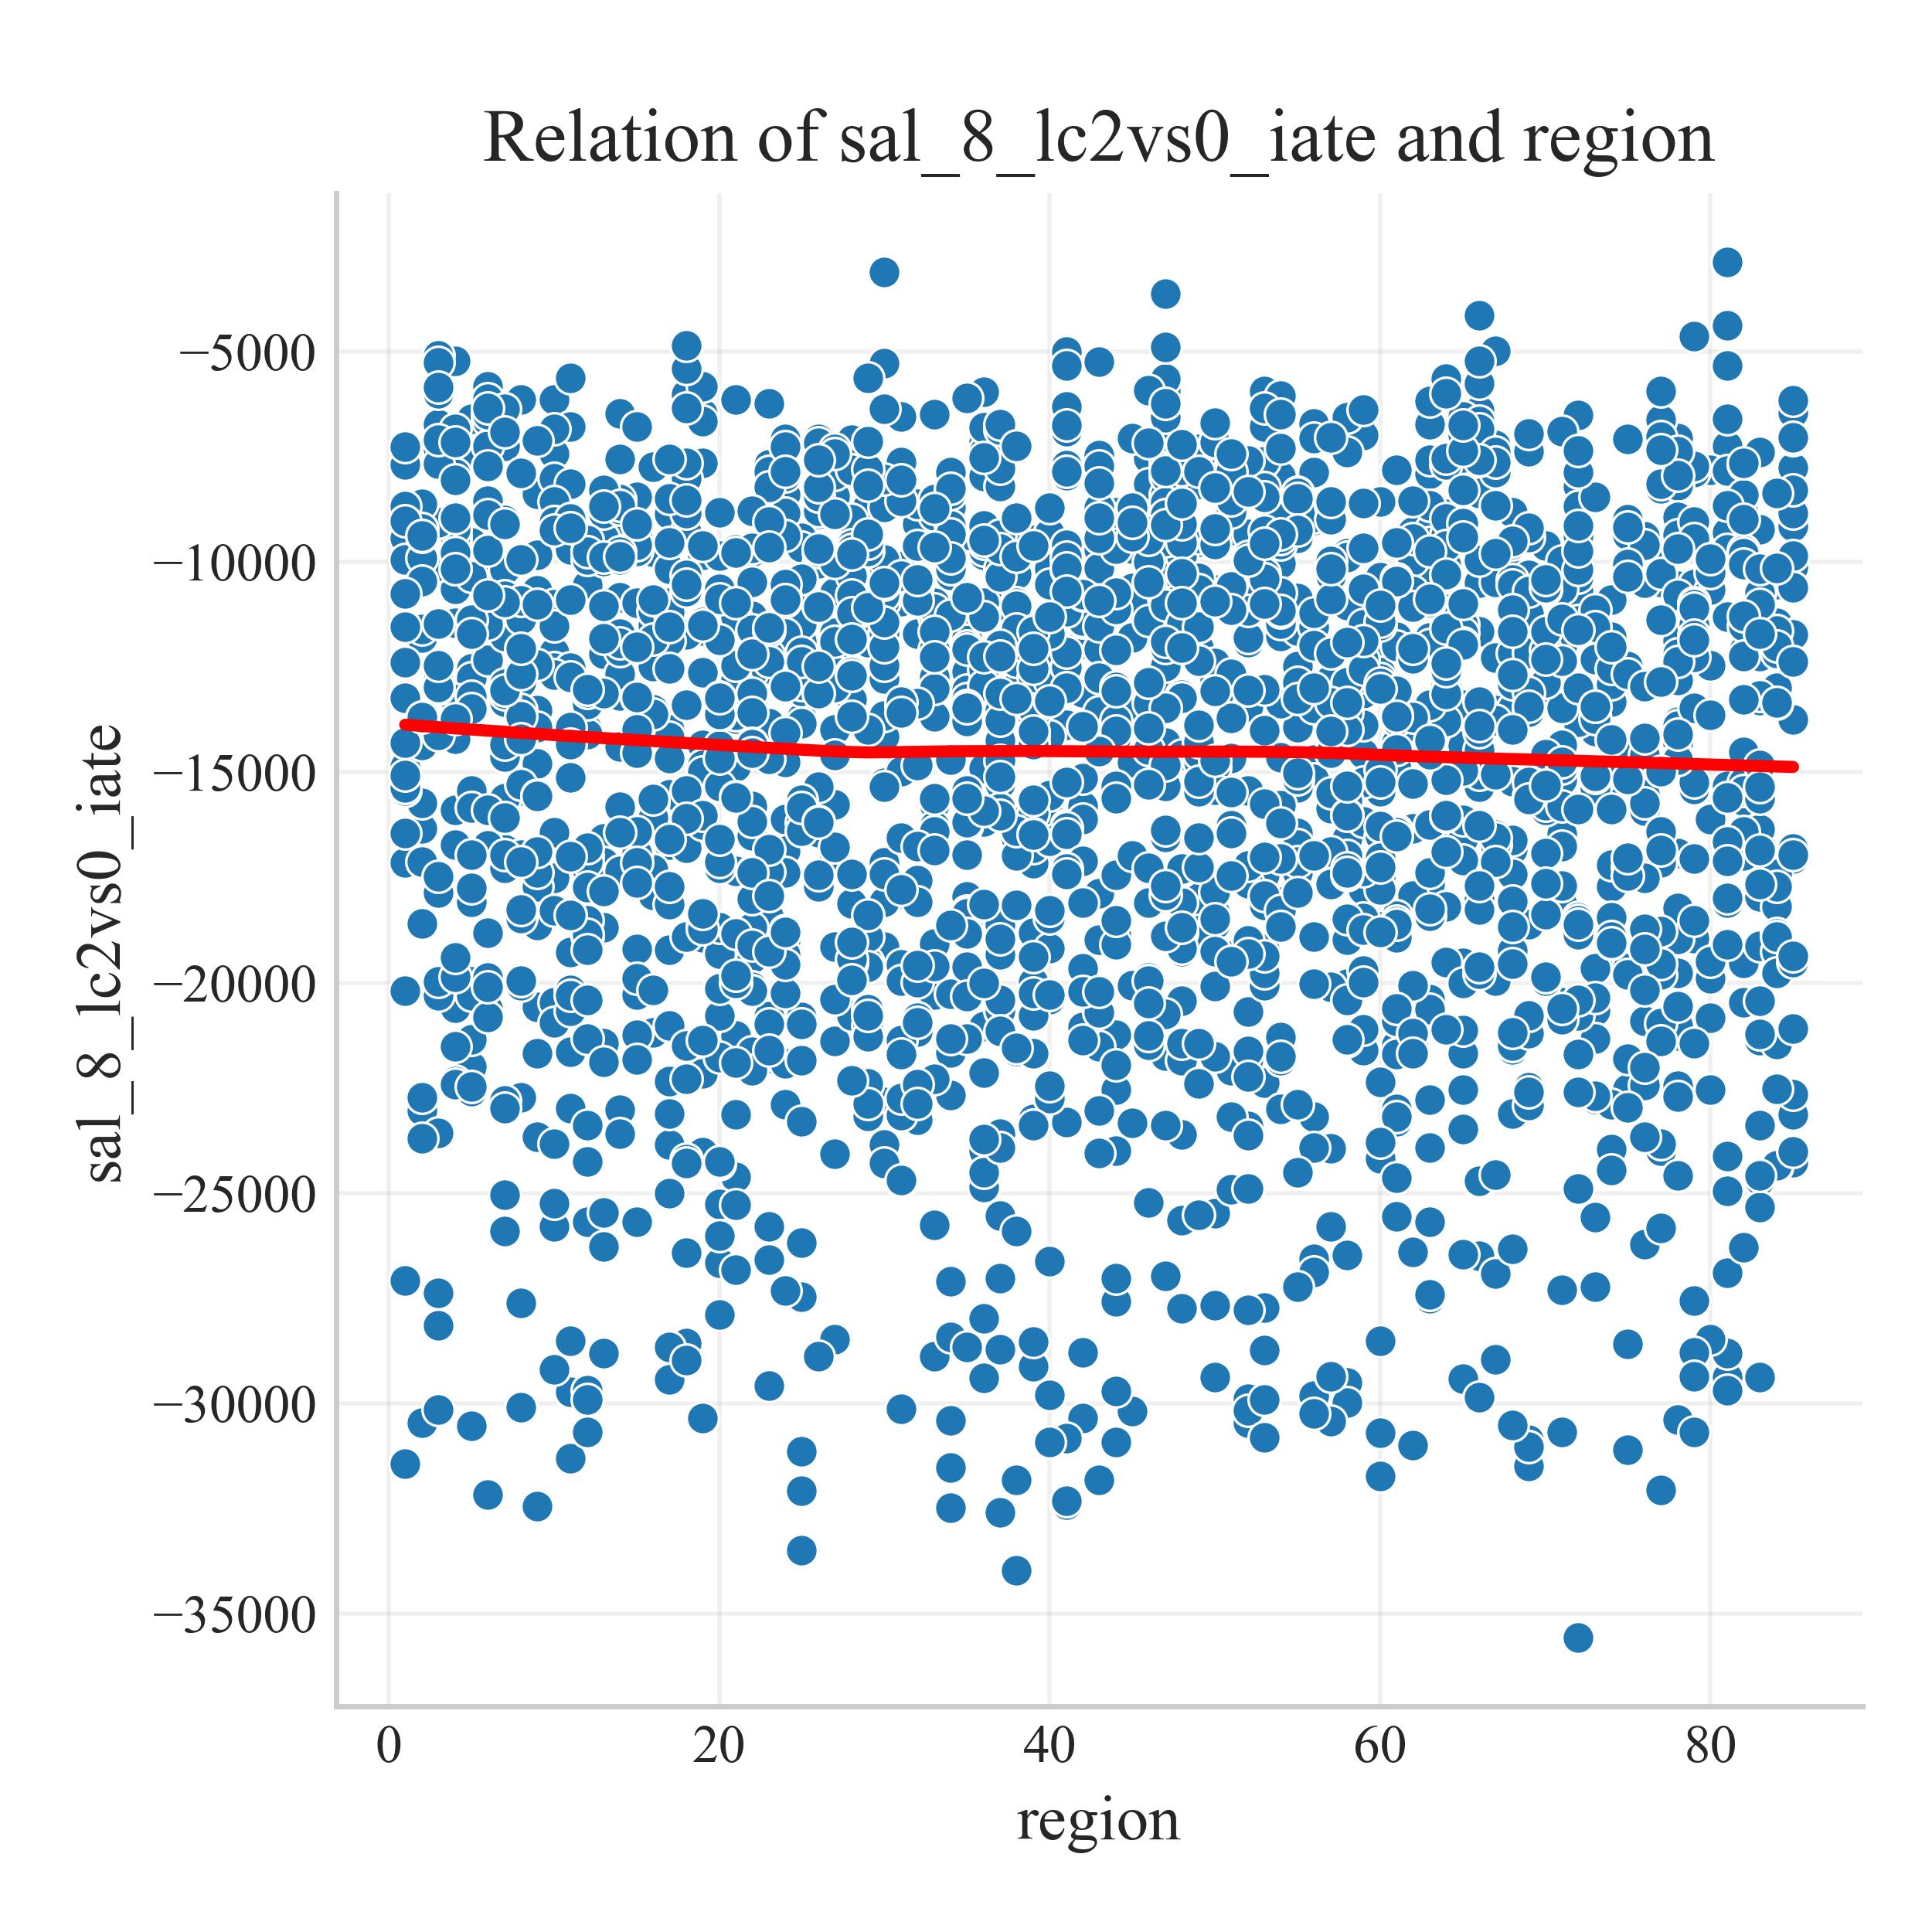 Relation of sal_8_lc2vs0_iate and region
sal_8_lc2vs0_iate
−5000
−10000
−15000
−20000
−25000
−30000
−35000
0 20 40 60 80
region